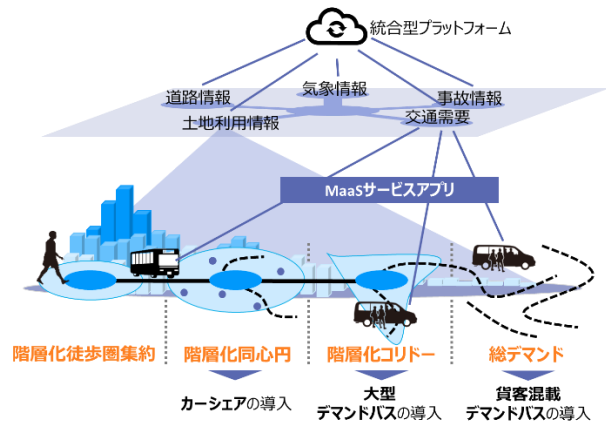 統合型プラットフォーム
気象情報
道路情報
事故情報
土地利用情報
交通需要
MaaSサービスアプリ
階層化徒歩圏集約
階層化同心円
階層化コリドー
総デマンド
カーシェアの導入
大型
デマンドバスの導入
貨客混載
デマンドバスの導入